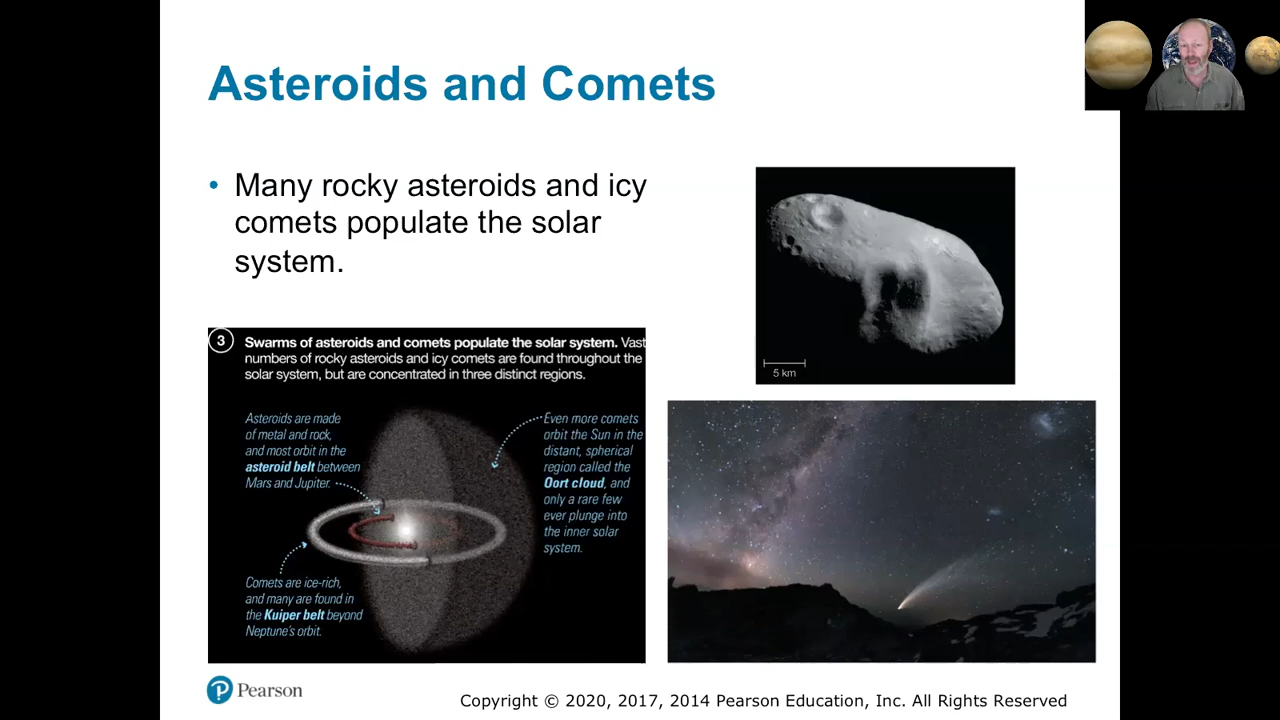 Asteroids and Comets
• Many rocky asteroids and icy
comets populate the solar
system.
3
Swarms of asteroids and comets populate the solar system. Vast
numbers of rocky asteroids and icy comets are found throughout the
solar system, but are concentrated in three distinct regions.
Asteroids are made
of metal and rock,
and most orbit in the
asteroid belt between
Mars and Jupiter.
Even more comets
orbit the Sun in the
distant, spherical
region called the
Oort cloud, and
only a rare few
ever plunge into
the inner solar
system.
Comets are ice-rich,
and many are found in
the Kuiper belt beyond
Neptune's orbit.
5 km
P Pearson
Copyright © 2020, 2017, 2014 Pearson Education, Inc. All Rights Reserved